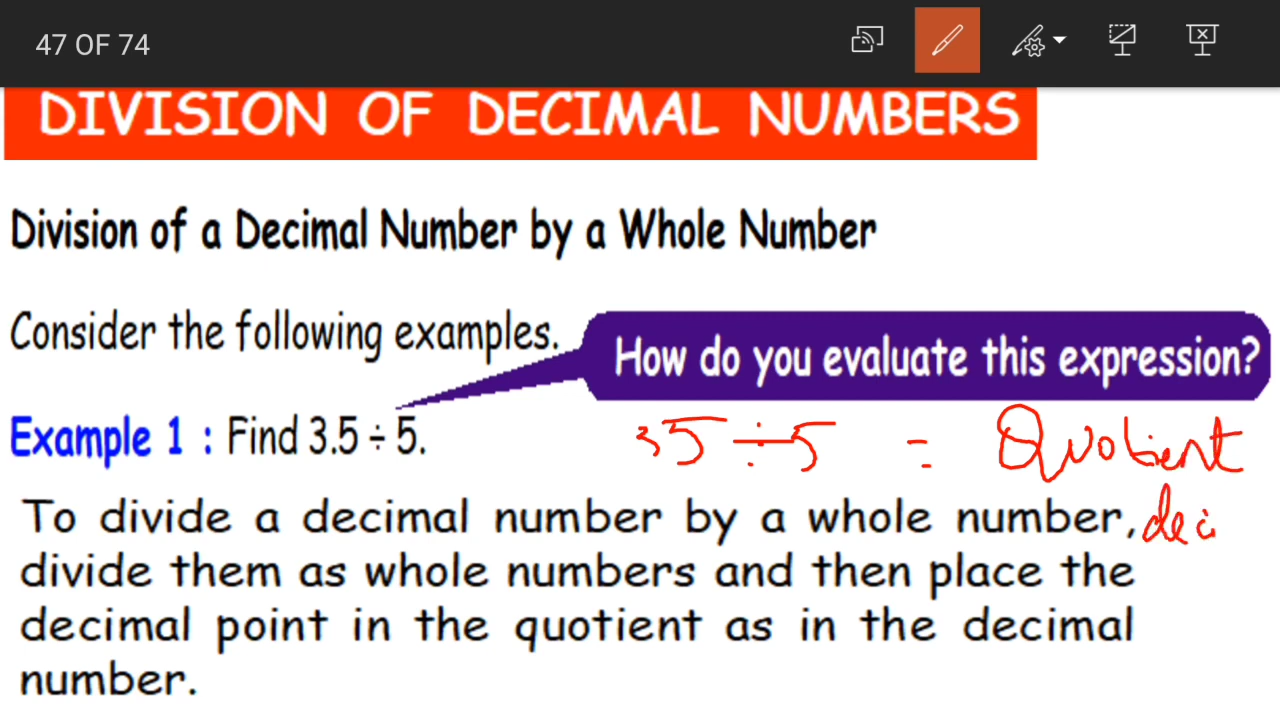 47 OF 74
DIVISION OF DECIMAL NUMBERS
Division of a Decimal Number by a Whole Number
Consider the following examples.
How do you evaluate this expression?
Example 1 : Find 3.5 ÷ 5.
35 ÷ 5 = Quotient
deci
To divide a decimal number by a whole number,
divide them as whole numbers and then place the
decimal point in the quotient as in the decimal
number.